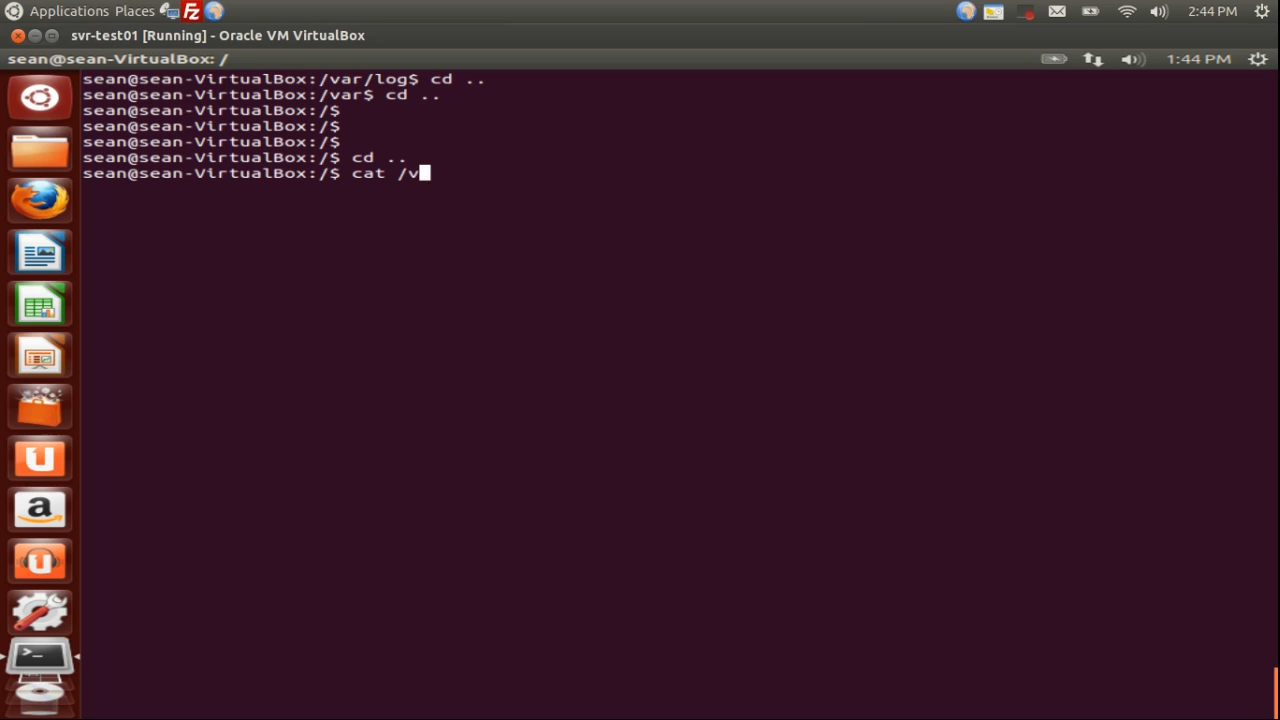 Applications Places 2:44 PM
svr-test01 [Running] - Oracle VM VirtualBox
sean@sean-VirtualBox: / 1:44 PM
sean@sean-VirtualBox:/var/log$ cd ..
sean@sean-VirtualBox:/var$ cd ..
sean@sean-VirtualBox:/$
sean@sean-VirtualBox:/$
sean@sean-VirtualBox:/$
sean@sean-VirtualBox:/$ cd ..
sean@sean-VirtualBox:/$ cat /v